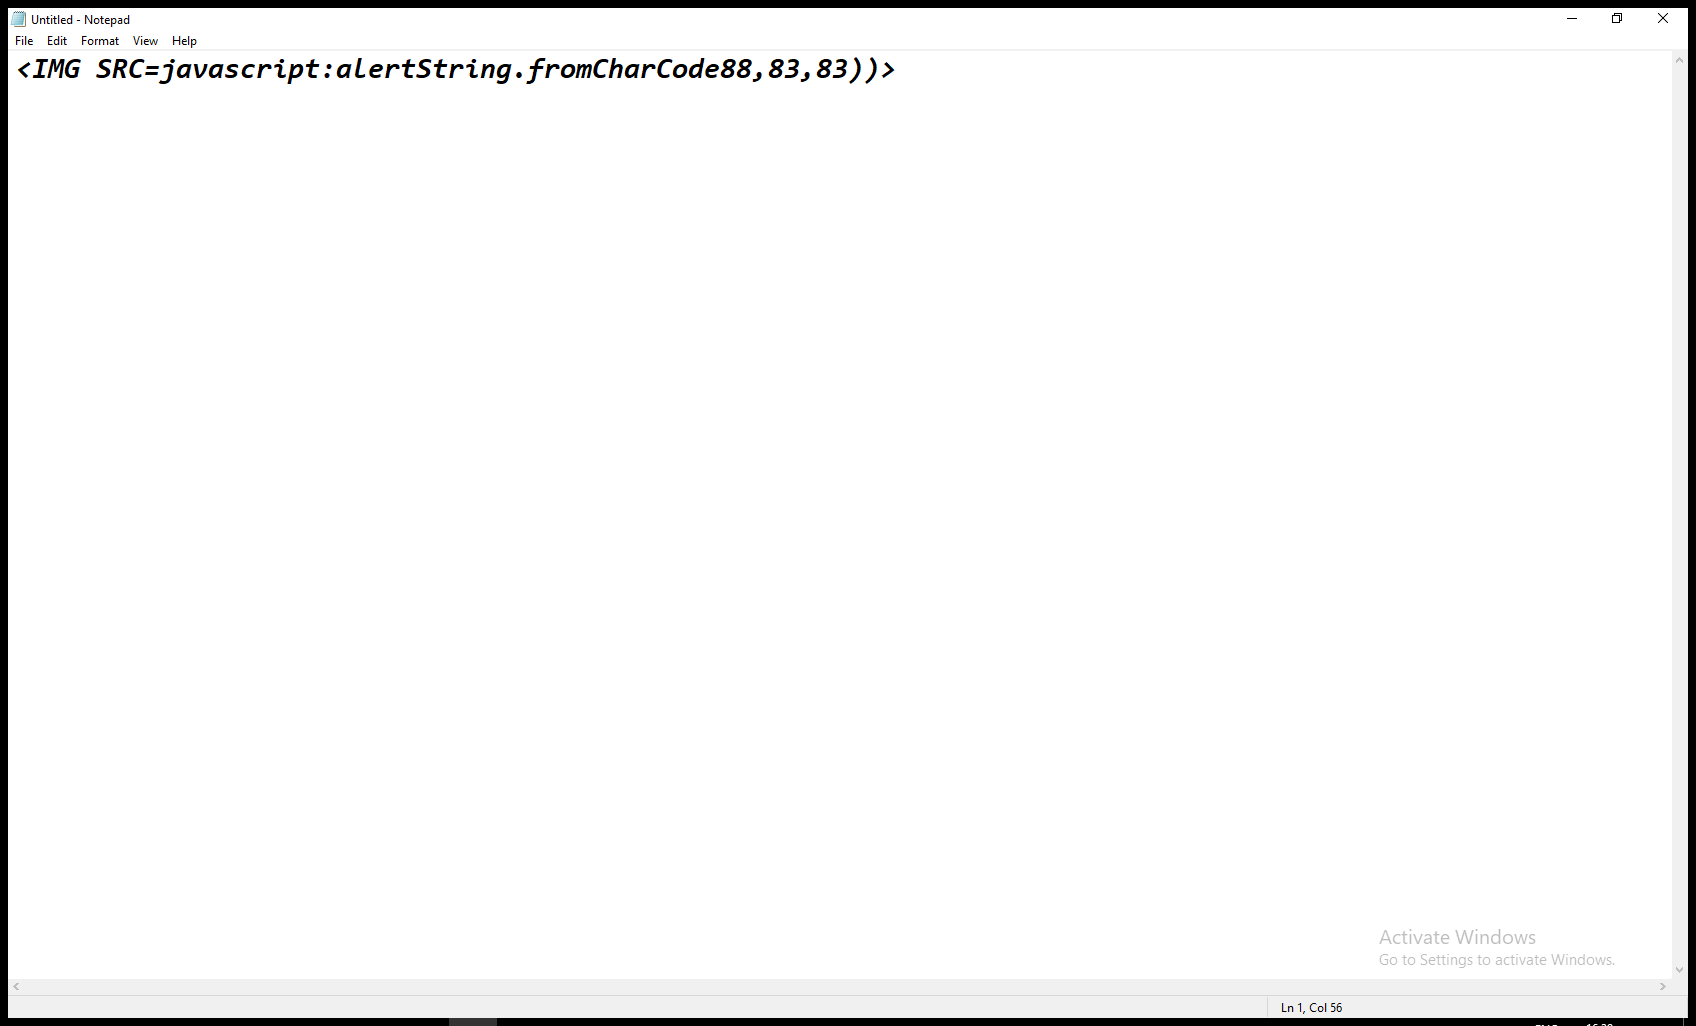 Untitled - Notepad
File Edit Format View Help
<IMG SRC=javascript:alertString.fromCharCode88,83,83))>
Activate Windows
Go to Settings to activate Windows.
Ln 1, Col 56